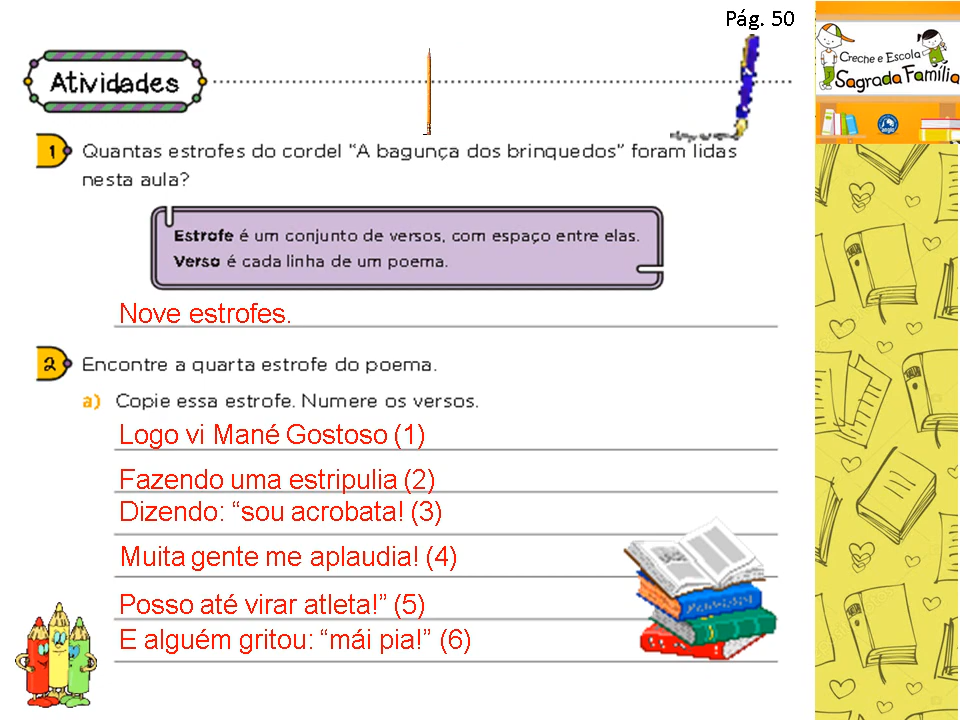 Pág. 50
Creche e Escola
Sagrada Família
Atividades
1 Quantas estrofes do cordel “A bagunça dos brinquedos” foram lidas
nesta aula?
Estrofe é um conjunto de versos, com espaço entre elas.
Verso é cada linha de um poema.
Nove estrofes.
2 Encontre a quarta estrofe do poema.
a) Copie essa estrofe. Numere os versos.
Logo vi Mané Gostoso (1)
Fazendo uma estripulia (2)
Dizendo: “sou acrobata! (3)
Muita gente me aplaudia! (4)
Posso até virar atleta!” (5)
E alguém gritou: “mái pia!” (6)